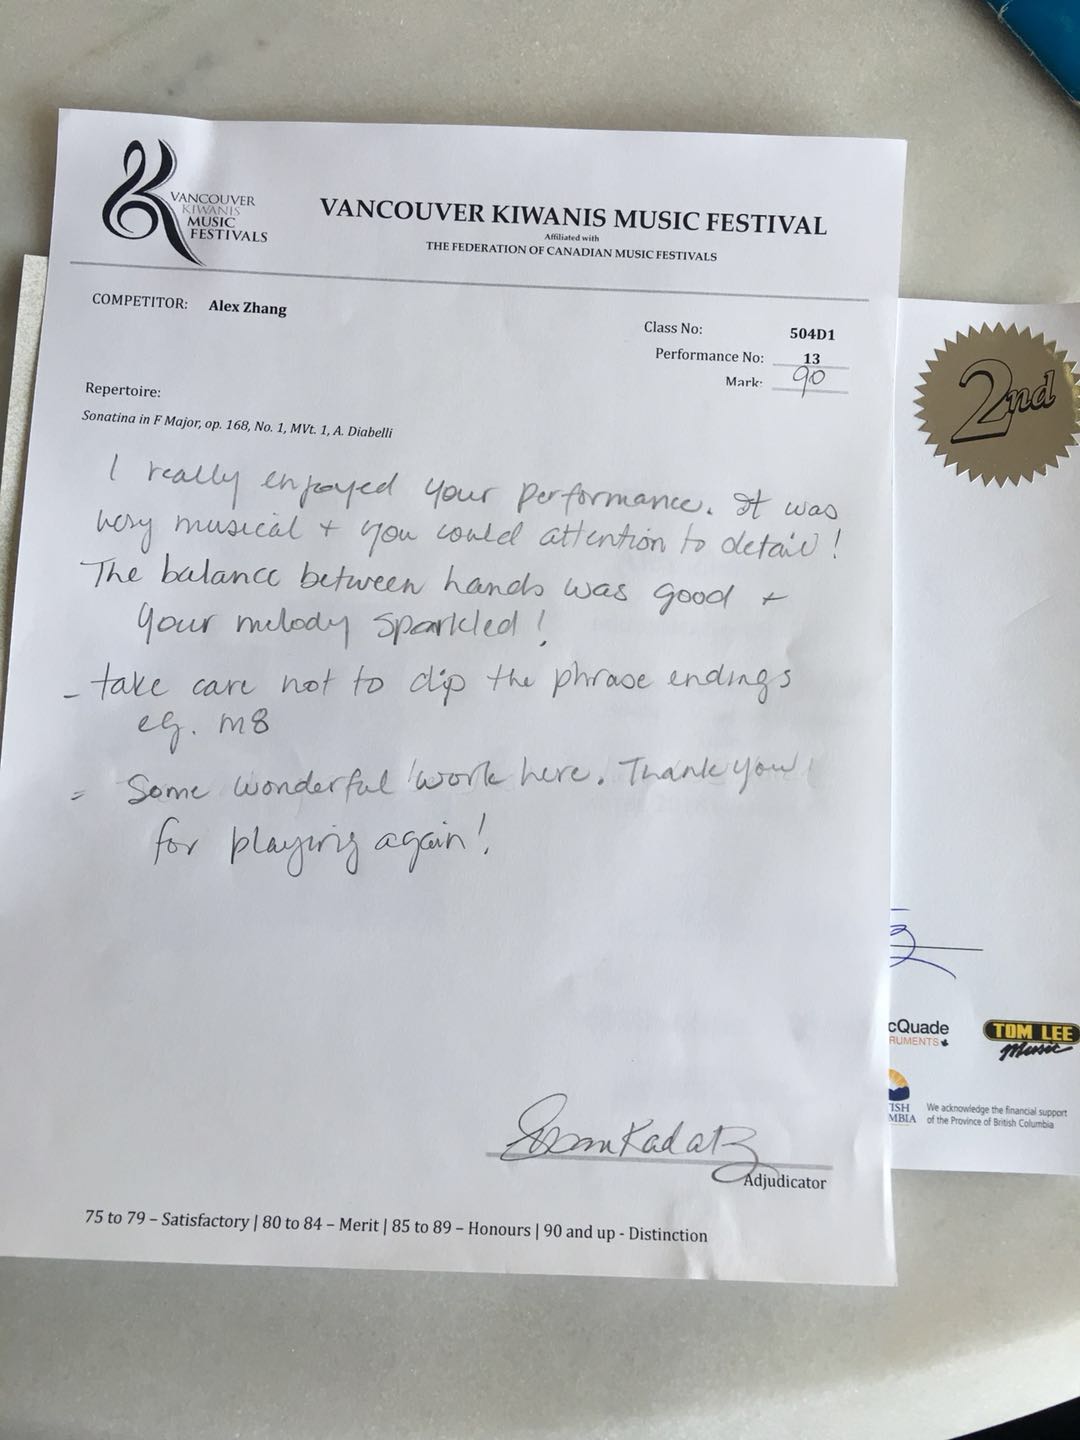 VANCOUVER
KIWANIS
MUSIC
FESTIVALS
VANCOUVER KIWANIS MUSIC FESTIVAL
Affiliated with
THE FEDERATION OF CANADIAN MUSIC FESTIVALS
COMPETITOR: Alex Zhang
Class No: 504D1
Performance No: 13
Mark: 90
Repertoire:
Sonatina in F Major, op. 168, No. 1, MVt. 1, A. Diabelli
I really enjoyed your performance. It was
very musical + you could attention to detail!
The balance between hands was good +
your melody sparkled!
- take care not to clip the phrase endings
eg. m8
= Some wonderful work here. Thank you
for playing again!
Susan Kadatz
Adjudicator
75 to 79 – Satisfactory | 80 to 84 – Merit | 85 to 89 – Honours | 90 and up - Distinction
2nd
cQuade
RUMENTS
TOM LEE
Music
TISH
MBIA
We acknowledge the financial support
of the Province of British Columbia